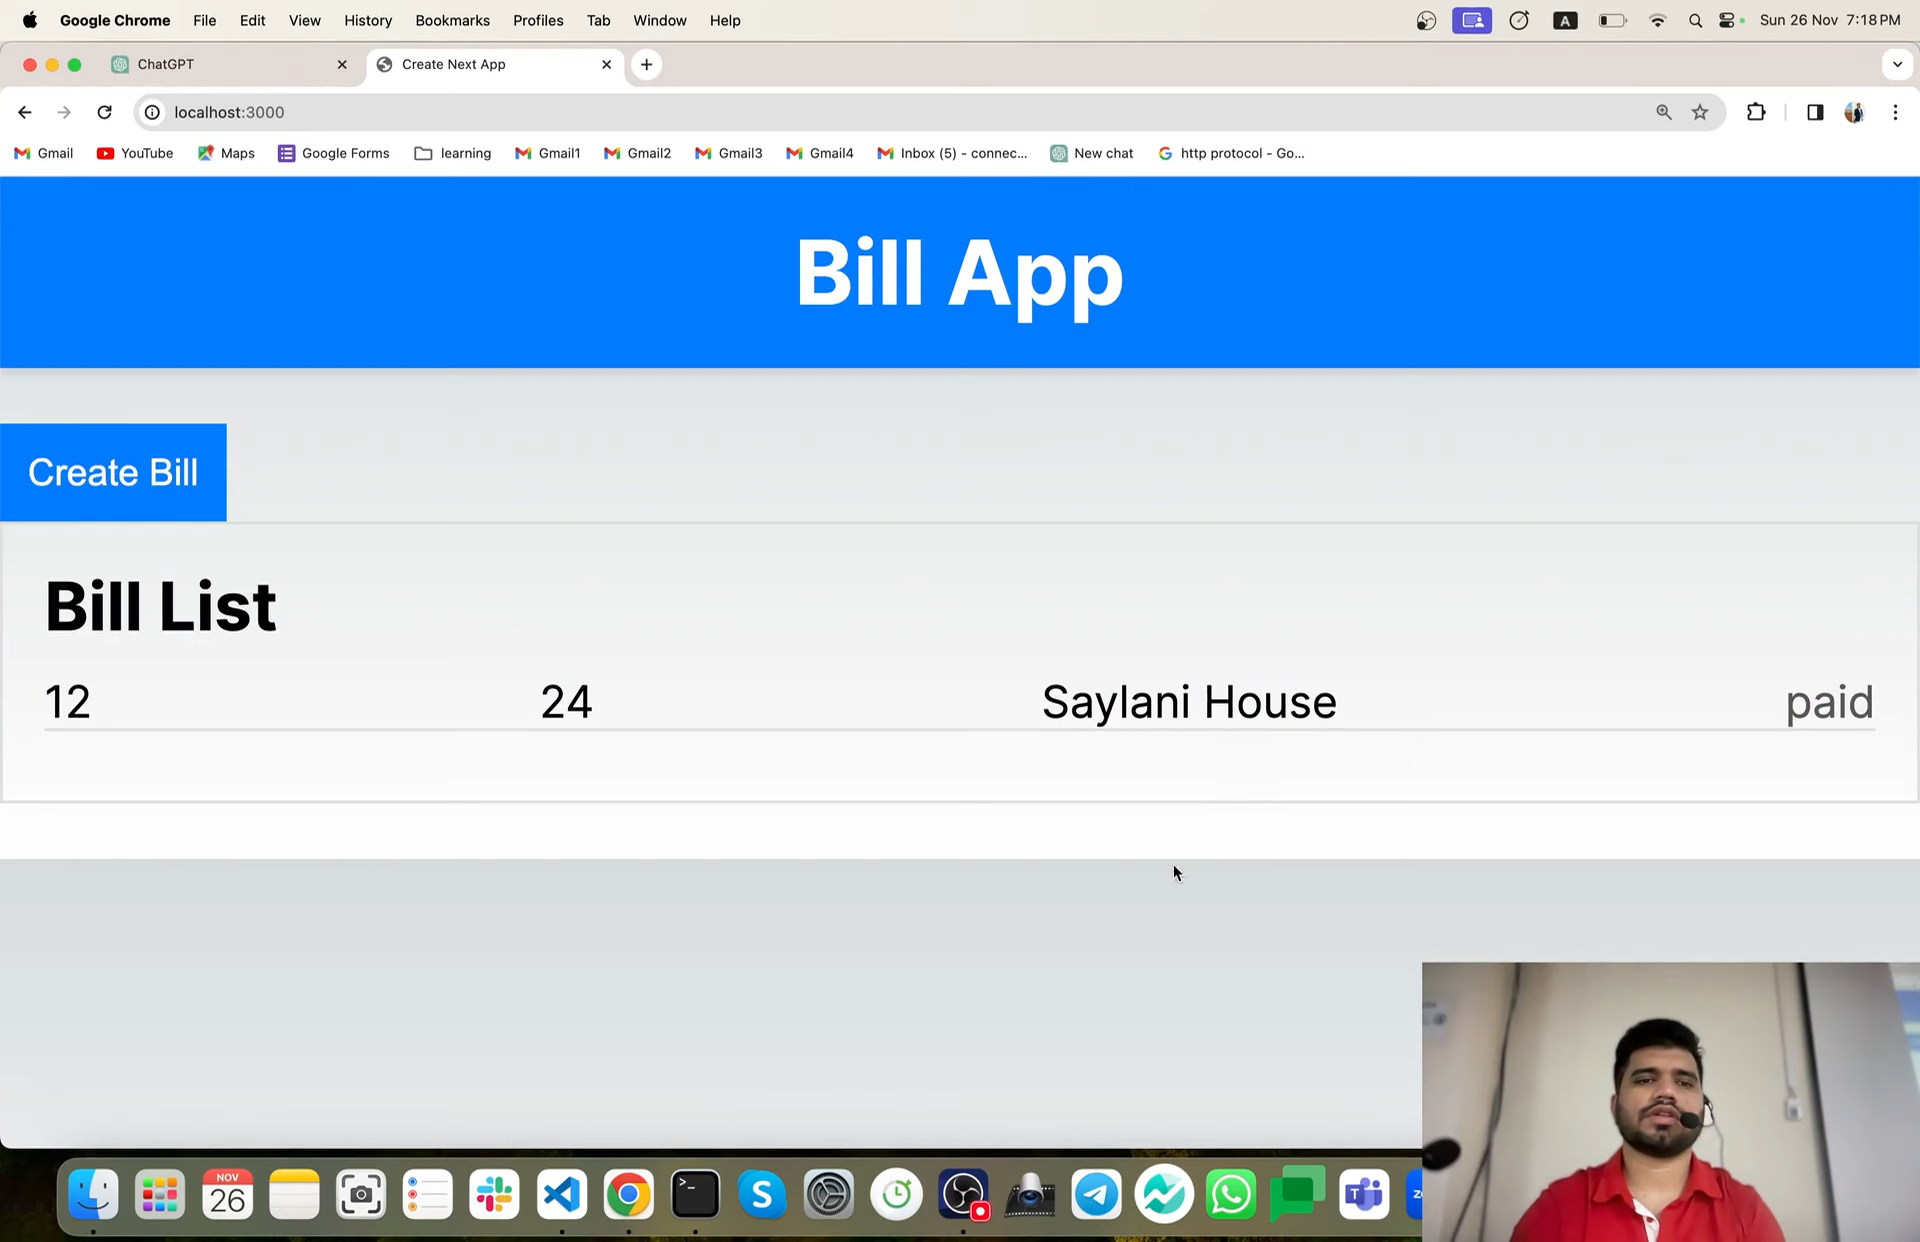 Google Chrome File Edit View History Bookmarks Profiles Tab Window Help A Sun 26 Nov 7:18 PM
ChatGPT Create Next App
localhost:3000
Gmail YouTube Maps Google Forms learning Gmail1 Gmail2 Gmail3 Gmail4 Inbox (5) - connec... New chat http protocol - Go...
Bill App
Create Bill
Bill List
12 24 Saylani House paid
NOV
26